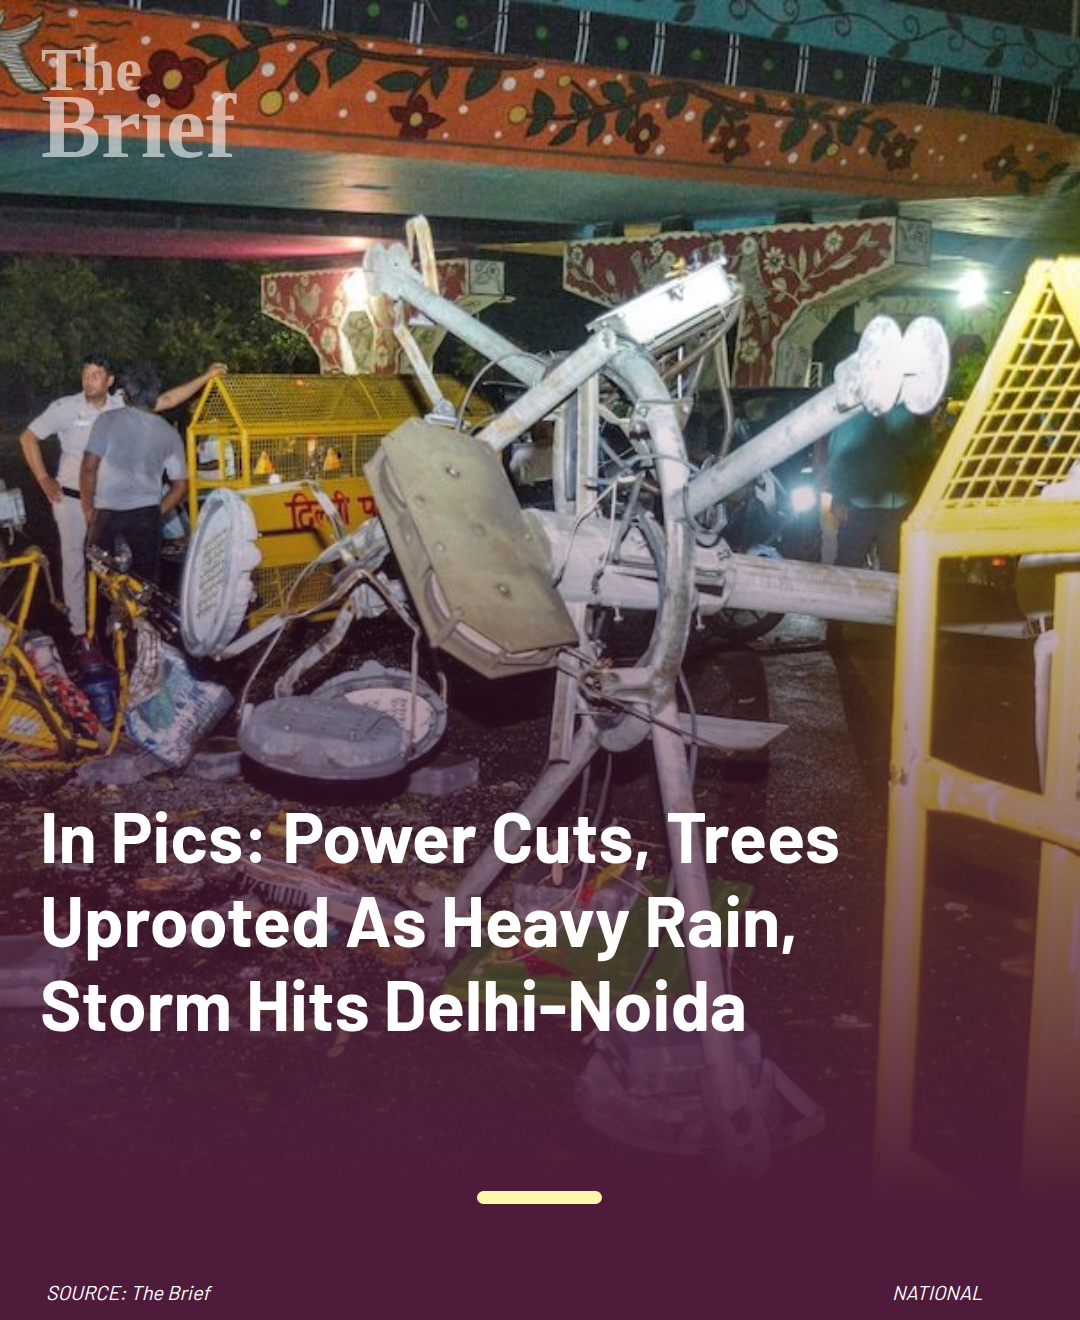 The
Brief
दिल्ली
In Pics: Power Cuts, Trees
Uprooted As Heavy Rain,
Storm Hits Delhi-Noida
SOURCE: The Brief
NATIONAL